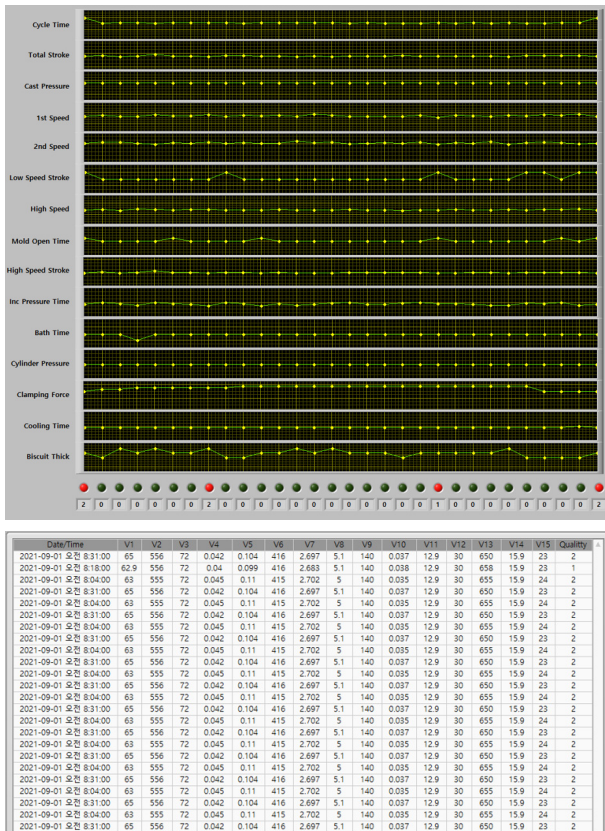 Cycle Time
Total Stroke
Cast Pressure
1st Speed
2nd Speed
Low Speed Stroke
High Speed
Mold Open Time
High Speed Stroke
Inc Pressure Time
Bath Time
Cylinder Pressure
Clamping Force
Cooling Time
Biscuit Thick
2 0 0 0 0 0 0 2 0 0 0 0 0 0 0 0 0 0 0 0 1 0 0 0 0 0 0 0 0 2
Date/Time V1 V2 V3 V4 V5 V6 V7 V8 V9 V10 V11 V12 V13 V14 V15 Qualitty
2021-09-01 오전 8:31:00 65 556 72 0.042 0.104 416 2.697 5.1 140 0.037 12.9 30 650 15.9 23 2
2021-09-01 오전 8:18:00 62.9 556 72 0.04 0.099 416 2.683 5.1 140 0.038 12.9 30 658 15.9 23 1
2021-09-01 오전 8:04:00 63 555 72 0.045 0.11 415 2.702 5 140 0.035 12.9 30 655 15.9 24 2
2021-09-01 오전 8:31:00 65 556 72 0.042 0.104 416 2.697 5.1 140 0.037 12.9 30 650 15.9 23 2
2021-09-01 오전 8:04:00 63 555 72 0.045 0.11 415 2.702 5 140 0.035 12.9 30 655 15.9 24 2
2021-09-01 오전 8:31:00 65 556 72 0.042 0.104 416 2.697 5.1 140 0.037 12.9 30 650 15.9 23 2
2021-09-01 오전 8:04:00 63 555 72 0.045 0.11 415 2.702 5 140 0.035 12.9 30 655 15.9 24 2
2021-09-01 오전 8:31:00 65 556 72 0.042 0.104 416 2.697 5.1 140 0.037 12.9 30 650 15.9 23 2
2021-09-01 오전 8:04:00 63 555 72 0.045 0.11 415 2.702 5 140 0.035 12.9 30 655 15.9 24 2
2021-09-01 오전 8:31:00 65 556 72 0.042 0.104 416 2.697 5.1 140 0.037 12.9 30 650 15.9 23 2
2021-09-01 오전 8:04:00 63 555 72 0.045 0.11 415 2.702 5 140 0.035 12.9 30 655 15.9 24 2
2021-09-01 오전 8:31:00 65 556 72 0.042 0.104 416 2.697 5.1 140 0.037 12.9 30 650 15.9 23 2
2021-09-01 오전 8:04:00 63 555 72 0.045 0.11 415 2.702 5 140 0.035 12.9 30 655 15.9 24 2
2021-09-01 오전 8:31:00 65 556 72 0.042 0.104 416 2.697 5.1 140 0.037 12.9 30 650 15.9 23 2
2021-09-01 오전 8:04:00 63 555 72 0.045 0.11 415 2.702 5 140 0.035 12.9 30 655 15.9 24 2
2021-09-01 오전 8:31:00 65 556 72 0.042 0.104 416 2.697 5.1 140 0.037 12.9 30 650 15.9 23 2
2021-09-01 오전 8:04:00 63 555 72 0.045 0.11 415 2.702 5 140 0.035 12.9 30 655 15.9 24 2
2021-09-01 오전 8:31:00 65 556 72 0.042 0.104 416 2.697 5.1 140 0.037 12.9 30 650 15.9 23 2
2021-09-01 오전 8:04:00 63 555 72 0.045 0.11 415 2.702 5 140 0.035 12.9 30 655 15.9 24 2
2021-09-01 오전 8:31:00 65 556 72 0.042 0.104 416 2.697 5.1 140 0.037 12.9 30 650 15.9 23 2
2021-09-01 오전 8:04:00 63 555 72 0.045 0.11 415 2.702 5 140 0.035 12.9 30 655 15.9 24 2
2021-09-01 오전 8:31:00 65 556 72 0.042 0.104 416 2.697 5.1 140 0.037 12.9 30 650 15.9 23 2
2021-09-01 오전 8:04:00 63 555 72 0.045 0.11 415 2.702 5 140 0.035 12.9 30 655 15.9 24 2
2021-09-01 오전 8:31:00 65 556 72 0.042 0.104 416 2.697 5.1 140 0.037 12.9 30 650 15.9 23 2